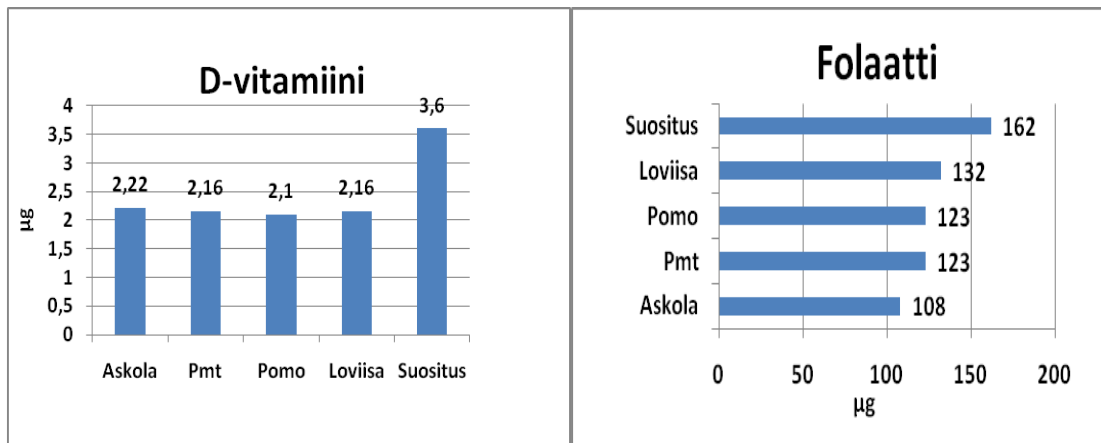 D-vitamiini
4
3,5
3
2,5
2
1,5
1
0,5
0
µg
2,22
2,16
2,1
2,16
3,6
Askola Pmt Pomo Loviisa Suositus
Folaatti
Suositus 162
Loviisa 132
Pomo 123
Pmt 123
Askola 108
0 50 100 150 200
µg